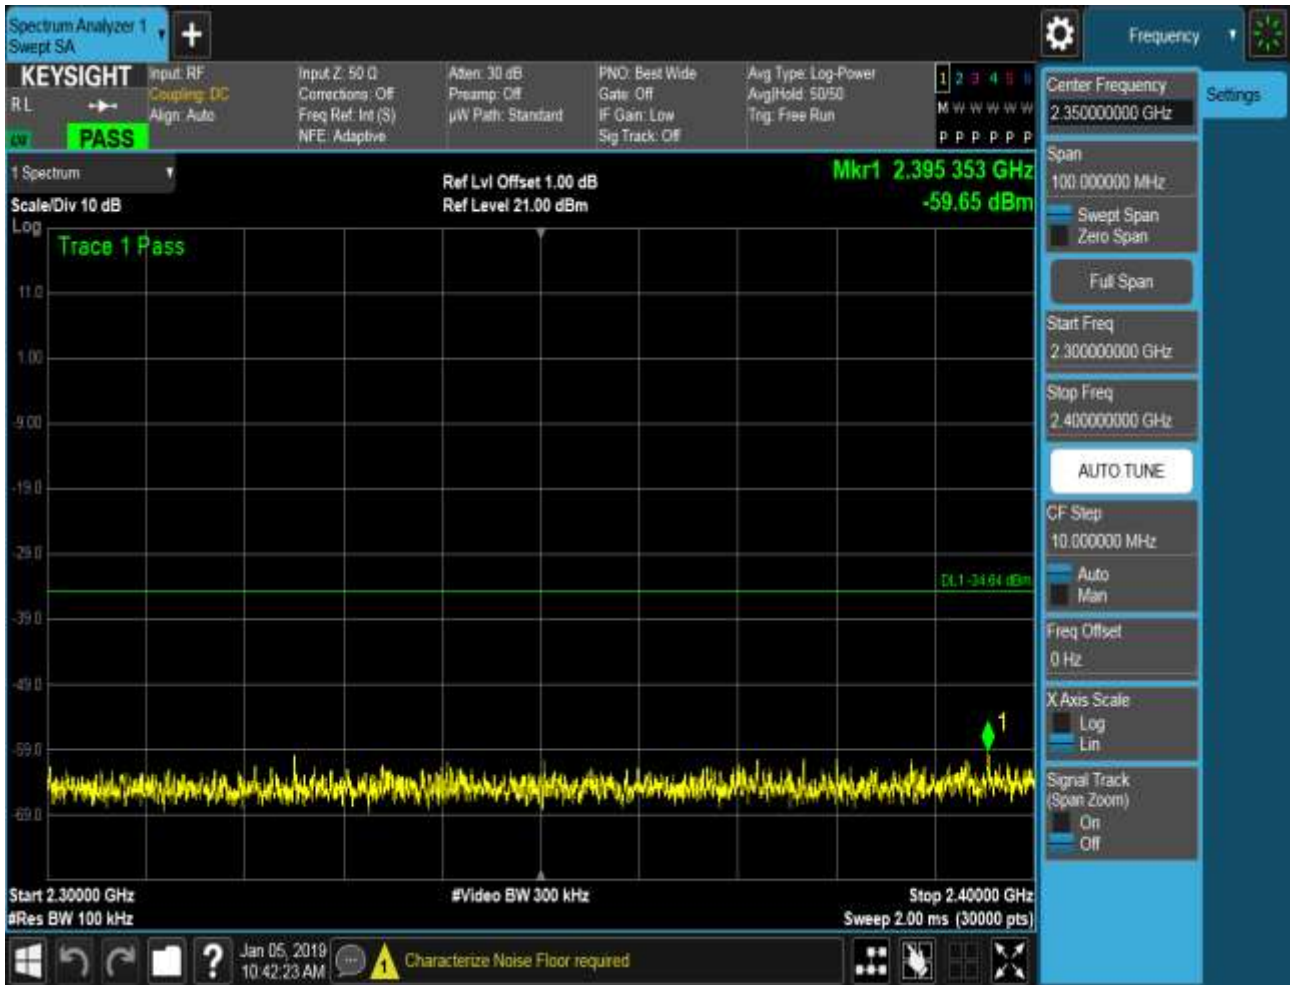 Spectrum Analyzer 1
Swept SA
Frequency
KEYSIGHT
R L
PASS
Input: RF
Coupling: DC
Align: Auto
Input Z: 50 Ω
Corrections: Off
Freq Ref: Int (S)
NFE: Adaptive
Atten: 30 dB
Preamp: Off
µW Path: Standard
PNO: Best Wide
Gate: Off
IF Gain: Low
Sig Track: Off
Avg Type: Log-Power
Avg|Hold: 50/50
Trig: Free Run
1 2 3 4 5 6
M W W W W W
P P P P P P
1 Spectrum
Scale/Div 10 dB
Log
Ref Lvl Offset 1.00 dB
Ref Level 21.00 dBm
Mkr1 2.395 353 GHz
-59.65 dBm
Trace 1 Pass
11.0
1.00
-9.00
-19.0
-29.0
DL1 -34.64 dBm
-39.0
-49.0
1
-59.0
-69.0
Start 2.30000 GHz
#Res BW 100 kHz
#Video BW 300 kHz
Stop 2.40000 GHz
Sweep 2.00 ms (30000 pts)
?
Jan 05, 2019
10:42:23 AM
1
Characterize Noise Floor required
Center Frequency
2.350000000 GHz
Settings
Span
100.000000 MHz
Swept Span
Zero Span
Full Span
Start Freq
2.300000000 GHz
Stop Freq
2.400000000 GHz
AUTO TUNE
CF Step
10.000000 MHz
Auto
Man
Freq Offset
0 Hz
X Axis Scale
Log
Lin
Signal Track
(Span Zoom)
On
Off